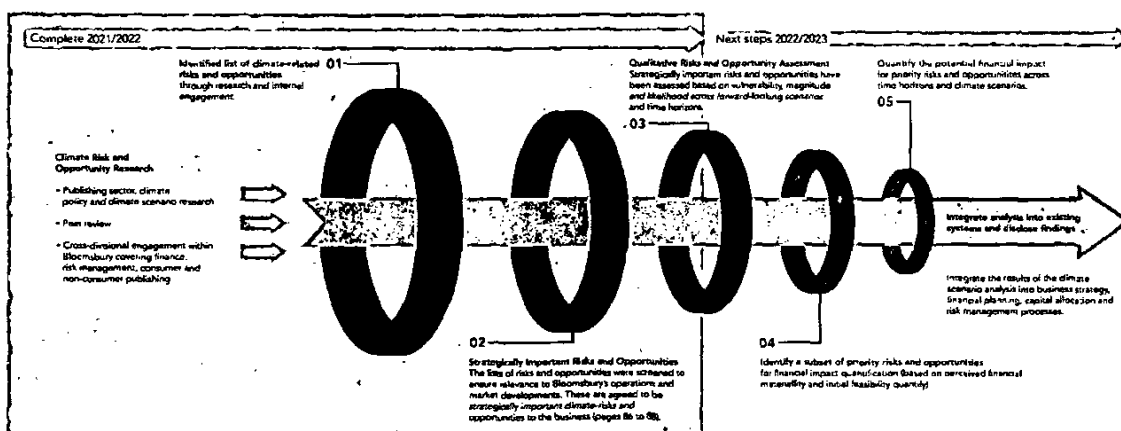 Complete 2021/2022
Next steps 2022/2023
Identified list of climate-related
risks and opportunities
through research and internal
engagement.
01
Qualitative Risks and Opportunity Assessment
Strategically important risks and opportunities have
been assessed based on vulnerability, magnitude
and likelihood across forward-looking scenarios
and time horizons.
03
Quantify the potential financial impact
for priority risks and opportunities across
time horizons and climate scenarios.
05
Climate Risk and
Opportunity Research
- Publishing sector, climate
policy and climate scenario research
- Peer review
- Cross-divisional engagement within
Bloomsbury covering finance,
risk management, consumer and
non-consumer publishing
Integrate analysis into existing
systems and disclose findings
Integrate the results of the climate
scenario analysis into business strategy,
financial planning, capital allocation and
risk management processes.
02
Strategically Important Risks and Opportunities
The lists of risks and opportunities were screened to
ensure relevance to Bloomsbury's operations and
market developments. These are agreed to be
strategically important climate-risks and
opportunities to the business (pages 86 to 88).
04
Identify a subset of priority risks and opportunities
for financial impact quantification (based on perceived financial
materiality and initial feasibility quantify)